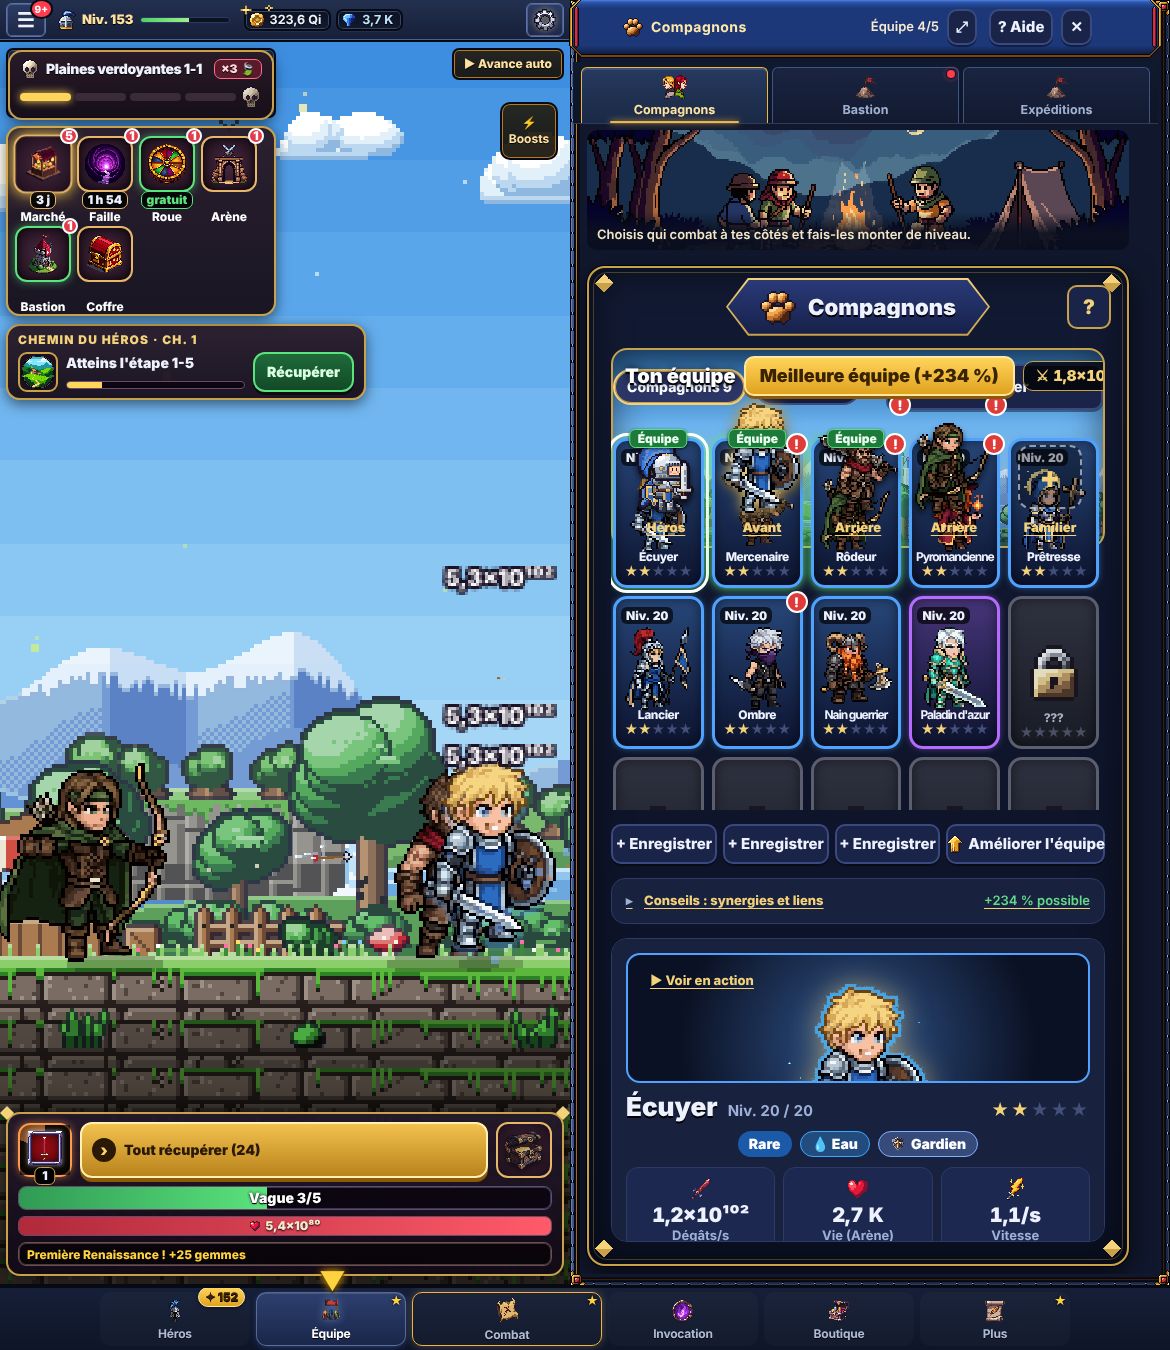 9+
Niv. 153
323,6 Qi
3,7 K
Plaines verdoyantes 1-1
×3
▶ Avance auto
Boosts
5
1
1
1
3 j
1 h 54
gratuit
Marché
Faille
Roue
Arène
1
Bastion
Coffre
CHEMIN DU HÉROS · CH. 1
Atteins l'étape 1-5
Récupérer
5,3×10¹⁰²
5,3×10¹⁰²
5,3×10¹⁰²
Tout récupérer (24)
1
Vague 3/5
5,4×10⁸⁰
Première Renaissance ! +25 gemmes
Compagnons
Équipe 4/5
? Aide
✕
Compagnons
Bastion
Expéditions
Choisis qui combat à tes côtés et fais-les monter de niveau.
Compagnons
?
Ton équipe
Meilleure équipe (+234 %)
⚔ 1,8×10
Compagnons 9
er
! !
Équipe
Équipe
!
Équipe
!
!
Ni
N
Niv.
Niv. 20
Héros
Avant
Arrière
Arrière
Familier
Écuyer
Mercenaire
Rôdeur
Pyromancienne
Prêtresse
!
Niv. 20
Niv. 20
Niv. 20
Niv. 20
Lancier
Ombre
Nain guerrier
Paladin d'azur
???
+ Enregistrer
+ Enregistrer
+ Enregistrer
Améliorer l'équipe
▸ Conseils : synergies et liens
+234 % possible
▶ Voir en action
Écuyer
Niv. 20 / 20
Rare
Eau
Gardien
1,2×10¹⁰²
2,7 K
1,1/s
Dégâts/s
Vie (Arène)
Vitesse
152
Héros
Équipe
Combat
Invocation
Boutique
Plus